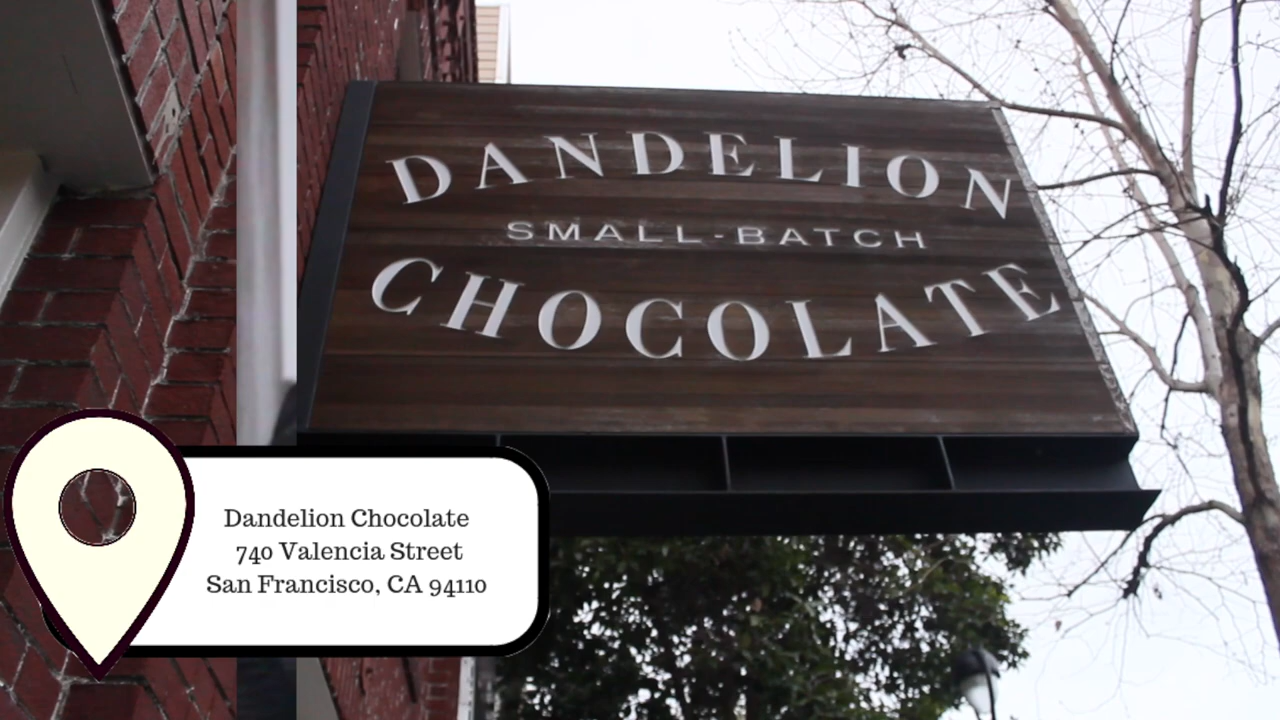 DANDELION
SMALL-BATCH
CHOCOLATE
Dandelion Chocolate
740 Valencia Street
San Francisco, CA 94110